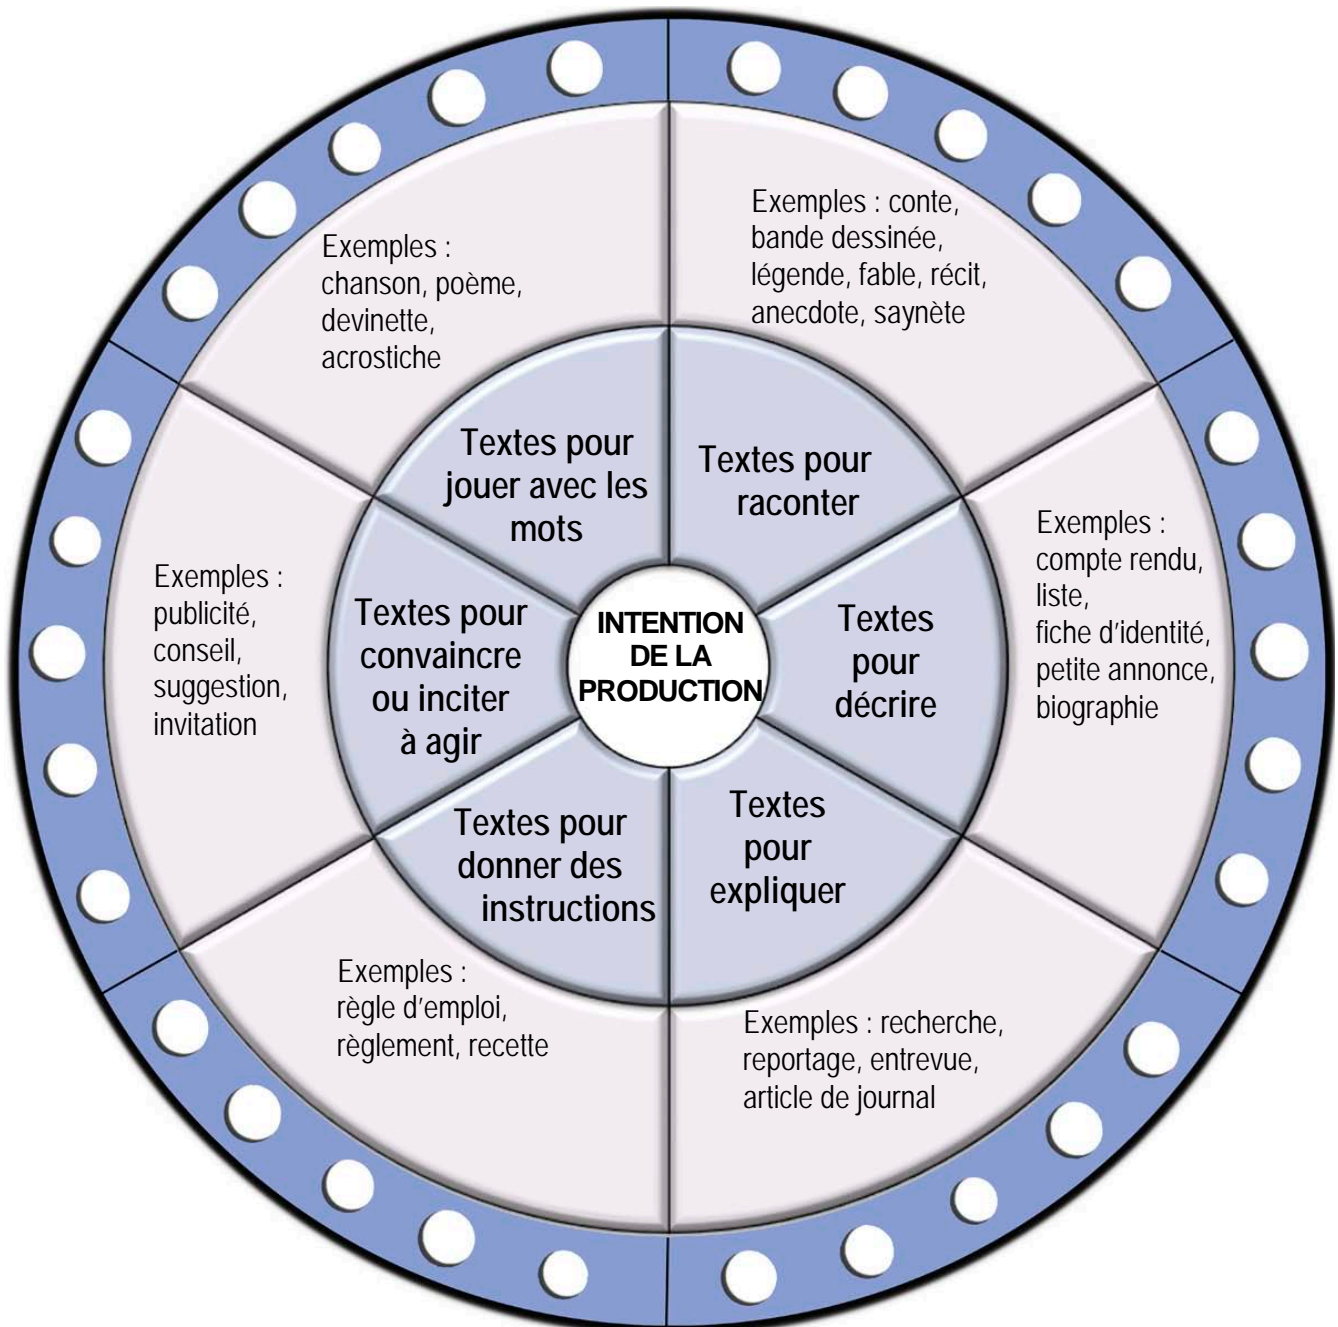 INTENTION
DE LA
PRODUCTION
Textes pour
raconter
Exemples : conte,
bande dessinée,
légende, fable, récit,
anecdote, saynète
Textes
pour
décrire
Exemples :
compte rendu,
liste,
fiche d'identité,
petite annonce,
biographie
Textes
pour
expliquer
Exemples : recherche,
reportage, entrevue,
article de journal
Textes pour
donner des
instructions
Exemples :
règle d'emploi,
règlement, recette
Textes pour
convaincre
ou inciter
à agir
Exemples :
publicité,
conseil,
suggestion,
invitation
Textes pour
jouer avec les
mots
Exemples :
chanson, poème,
devinette,
acrostiche